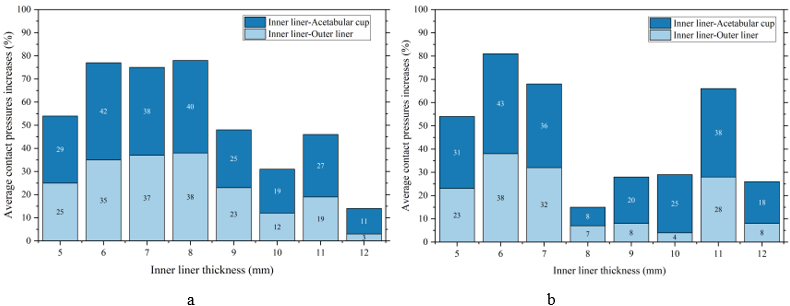 Inner liner-Acetabular cup
Inner liner-Outer liner
Average contact pressures increases (%)
100
90
80
70
60
50
40
30
20
10
0
29 42 38 40 25 19 27 11
25 35 37 38 23 12 19 3
5 6 7 8 9 10 11 12
Inner liner thickness (mm)
a
Inner liner-Acetabular cup
Inner liner-Outer liner
Average contact pressures increases (%)
100
90
80
70
60
50
40
30
20
10
0
31 43 36 8 20 25 38 18
23 38 32 7 8 4 28 8
5 6 7 8 9 10 11 12
Inner liner thickness (mm)
b